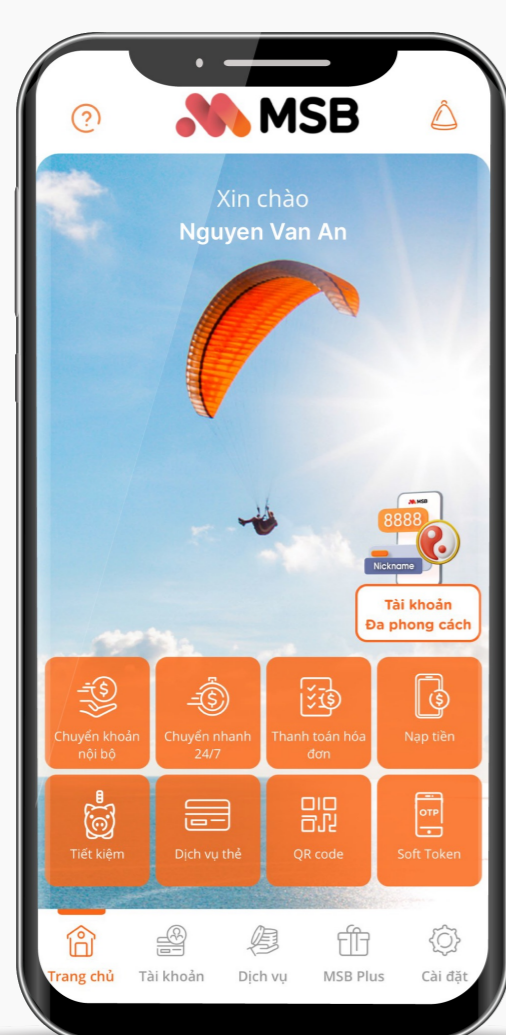 ?
MSB
Xin chào
Nguyen Van An
MSB
8888
Nickname
Tài khoản
Đa phong cách
Chuyển khoản
nội bộ
Chuyển nhanh
24/7
Thanh toán hóa
đơn
Nạp tiền
Tiết kiệm
Dịch vụ thẻ
QR code
OTP
Soft Token
Trang chủ
Tài khoản
Dịch vụ
MSB Plus
Cài đặt